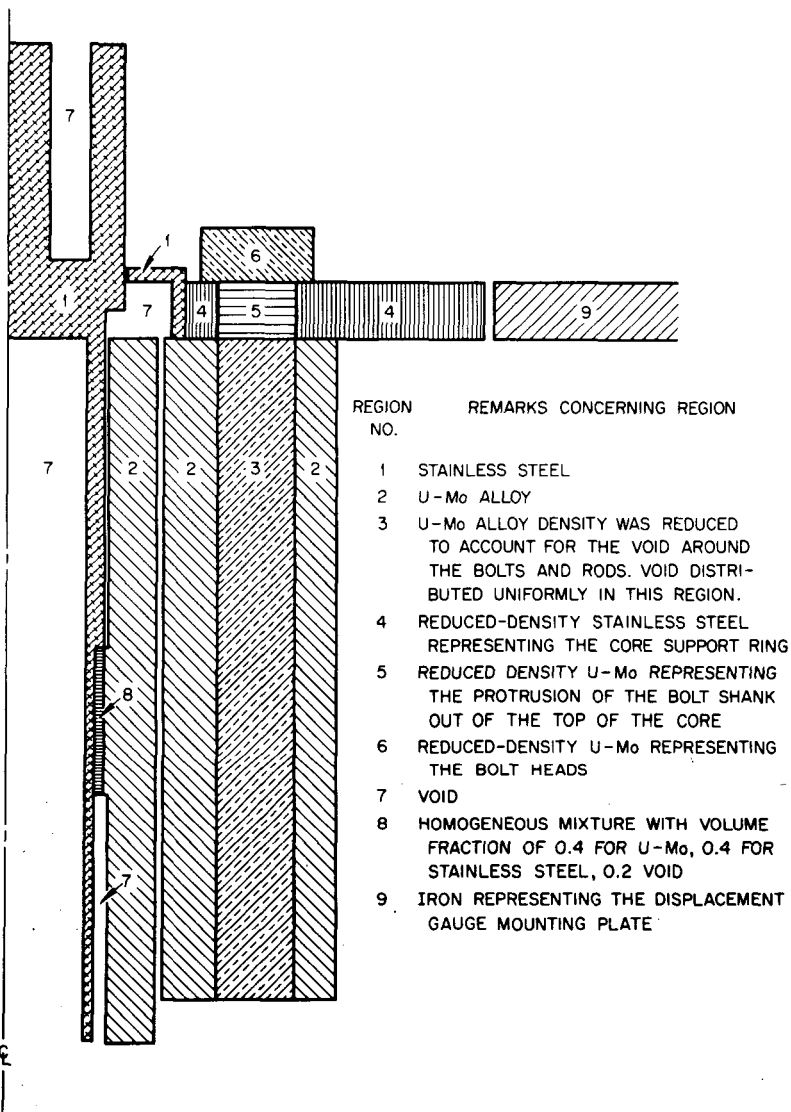 7
1
6
1
7
4
5
4
9
REGION NO. REMARKS CONCERNING REGION
7
2
2
3
2
1 STAINLESS STEEL
2 U-Mo ALLOY
3 U-Mo ALLOY DENSITY WAS REDUCED
TO ACCOUNT FOR THE VOID AROUND
THE BOLTS AND RODS. VOID DISTRI-
BUTED UNIFORMLY IN THIS REGION.
4 REDUCED-DENSITY STAINLESS STEEL
REPRESENTING THE CORE SUPPORT RING
5 REDUCED DENSITY U-Mo REPRESENTING
THE PROTRUSION OF THE BOLT SHANK
OUT OF THE TOP OF THE CORE
6 REDUCED-DENSITY U-Mo REPRESENTING
THE BOLT HEADS
7 VOID
8 HOMOGENEOUS MIXTURE WITH VOLUME
FRACTION OF 0.4 FOR U-Mo, 0.4 FOR
STAINLESS STEEL, 0.2 VOID
9 IRON REPRESENTING THE DISPLACEMENT
GAUGE MOUNTING PLATE
8
7
℄